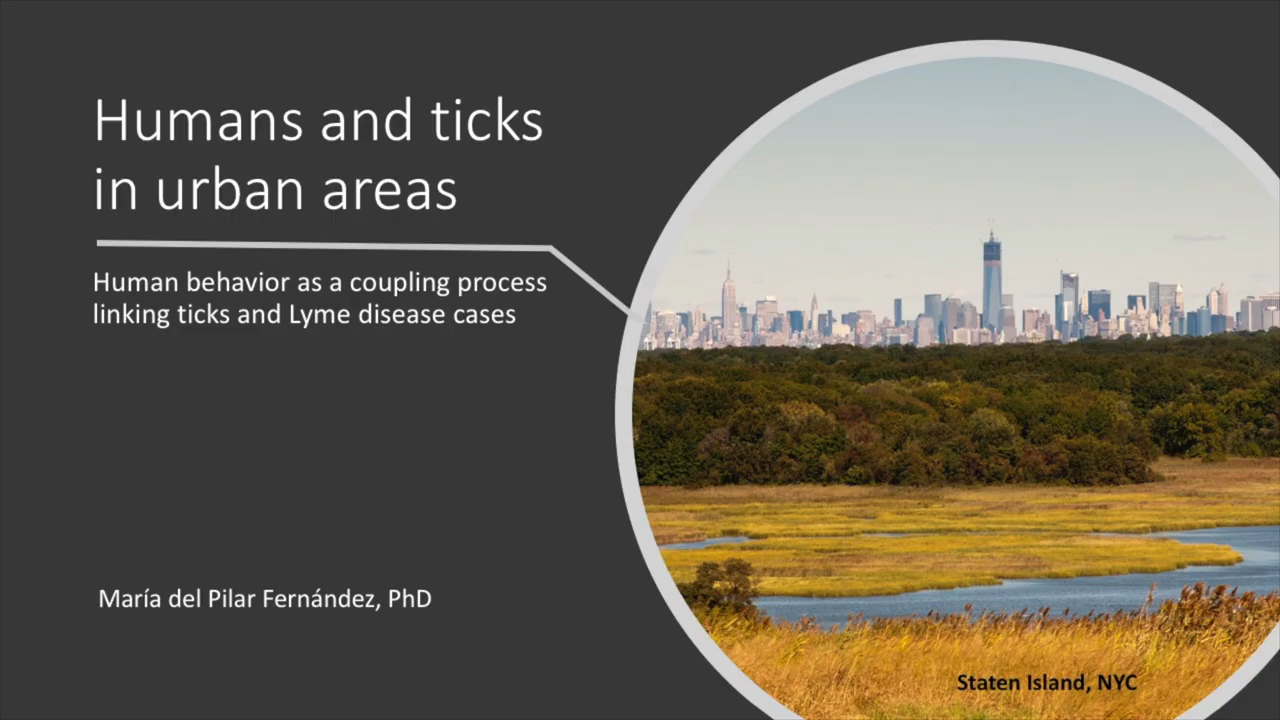 Humans and ticks
in urban areas
Human behavior as a coupling process
linking ticks and Lyme disease cases
María del Pilar Fernández, PhD
Staten Island, NYC